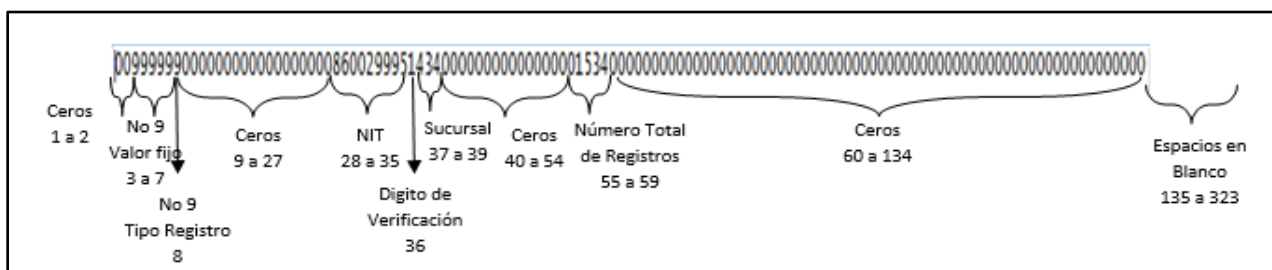 Ceros
1 a 2
No 9
Valor fijo
3 a 7
No 9
Tipo Registro
8
Ceros
9 a 27
NIT
28 a 35
Digito de
Verificación
36
Sucursal
37 a 39
Ceros
40 a 54
Número Total
de Registros
55 a 59
Ceros
60 a 134
Espacios en
Blanco
135 a 323